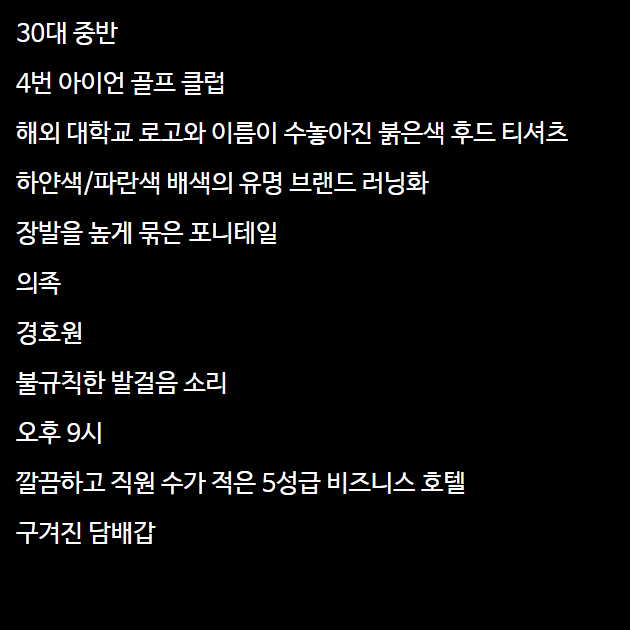 30대 중반
4번 아이언 골프 클럽
해외 대학교 로고와 이름이 수놓아진 붉은색 후드 티셔츠
하얀색/파란색 배색의 유명 브랜드 러닝화
장발을 높게 묶은 포니테일
의족
경호원
불규칙한 발걸음 소리
오후 9시
깔끔하고 직원 수가 적은 5성급 비즈니스 호텔
구겨진 담배갑